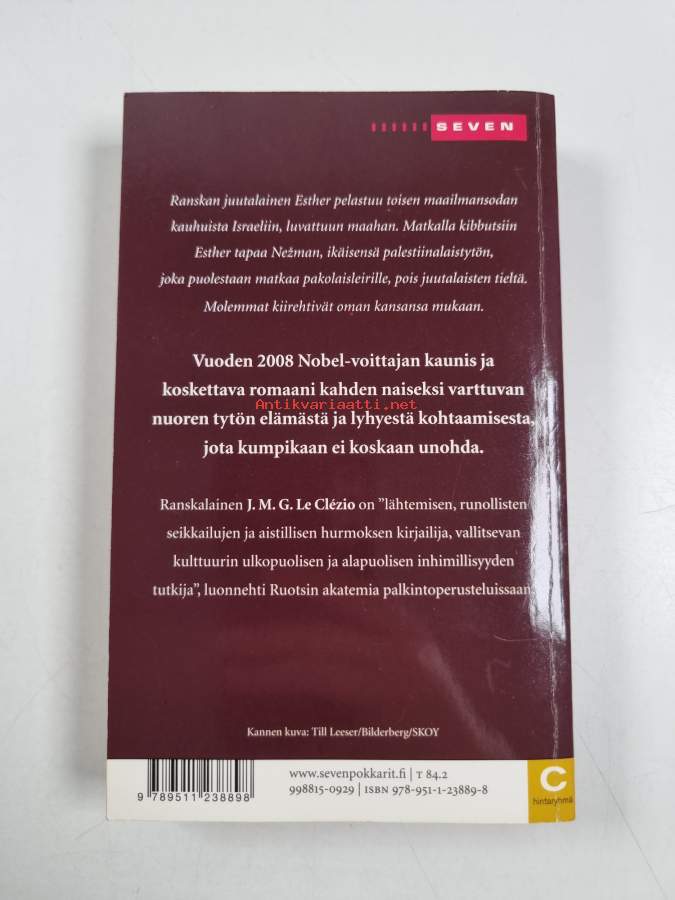 SEVEN
Ranskan juutalainen Esther pelastuu toisen maailmansodan
kauhuista Israeliin, luvattuun maahan. Matkalla kibbutsiin
Esther tapaa Nežman, ikäisensä palestiinalaistytön,
joka puolestaan matkaa pakolaisleirille, pois juutalaisten tieltä.
Molemmat kiirehtivät oman kansansa mukaan.
Vuoden 2008 Nobel-voittajan kaunis ja
koskettava romaani kahden naiseksi varttuvan
Antikvariaatti.net
nuoren tytön elämästä ja lyhyestä kohtaamisesta,
jota kumpikaan ei koskaan unohda.
Ranskalainen J. M. G. Le Clézio on ”lähtemisen, runollisten
seikkailujen ja aistillisen hurmoksen kirjailija, vallitsevan
kulttuurin ulkopuolisen ja alapuolisen inhimillisyyden
tutkija”, luonnehti Ruotsin akatemia palkintoperusteluissaan.
Kannen kuva: Till Leeser/Bilderberg/SKOY
www.sevenpokkarit.fi | T 84.2
998815-0929 | ISBN 978-951-1-23889-8
9 789511 238898
C
hintaryhmä